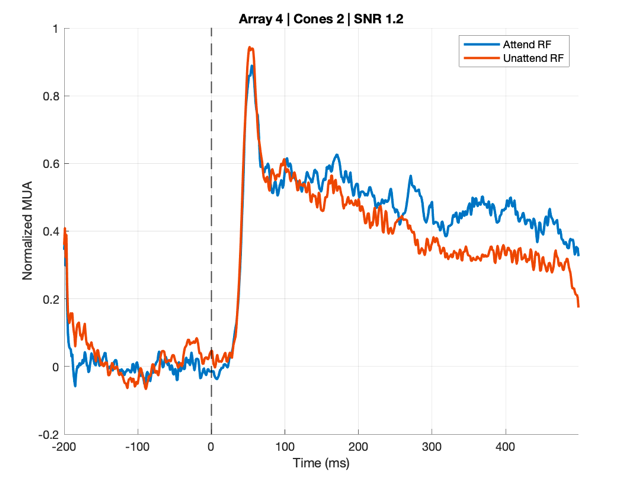 Array 4 | Cones 2 | SNR 1.2
Attend RF
Unattend RF
Normalized MUA
1
0.8
0.6
0.4
0.2
0
-0.2
-200
-100
0
100
200
300
400
Time (ms)